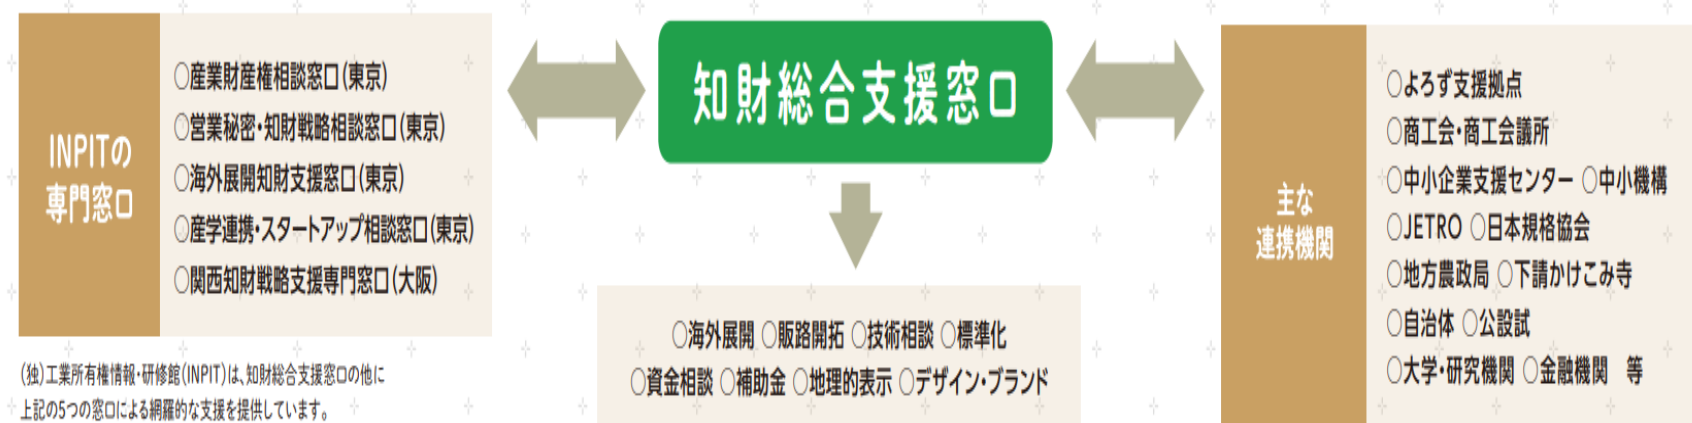 INPITの
専門窓口
○産業財産権相談窓口(東京)
○営業秘密・知財戦略相談窓口(東京)
○海外展開知財支援窓口(東京)
○産学連携・スタートアップ相談窓口(東京)
○関西知財戦略支援専門窓口(大阪)
(独)工業所有権情報・研修館(INPIT)は、知財総合支援窓口の他に
上記の5つの窓口による網羅的な支援を提供しています。
知財総合支援窓口
○海外展開 ○販路開拓 ○技術相談 ○標準化
○資金相談 ○補助金 ○地理的表示 ○デザイン・ブランド
主な
連携機関
○よろず支援拠点
○商工会・商工会議所
○中小企業支援センター ○中小機構
○JETRO ○日本規格協会
○地方農政局 ○下請かけこみ寺
○自治体 ○公設試
○大学・研究機関 ○金融機関　等